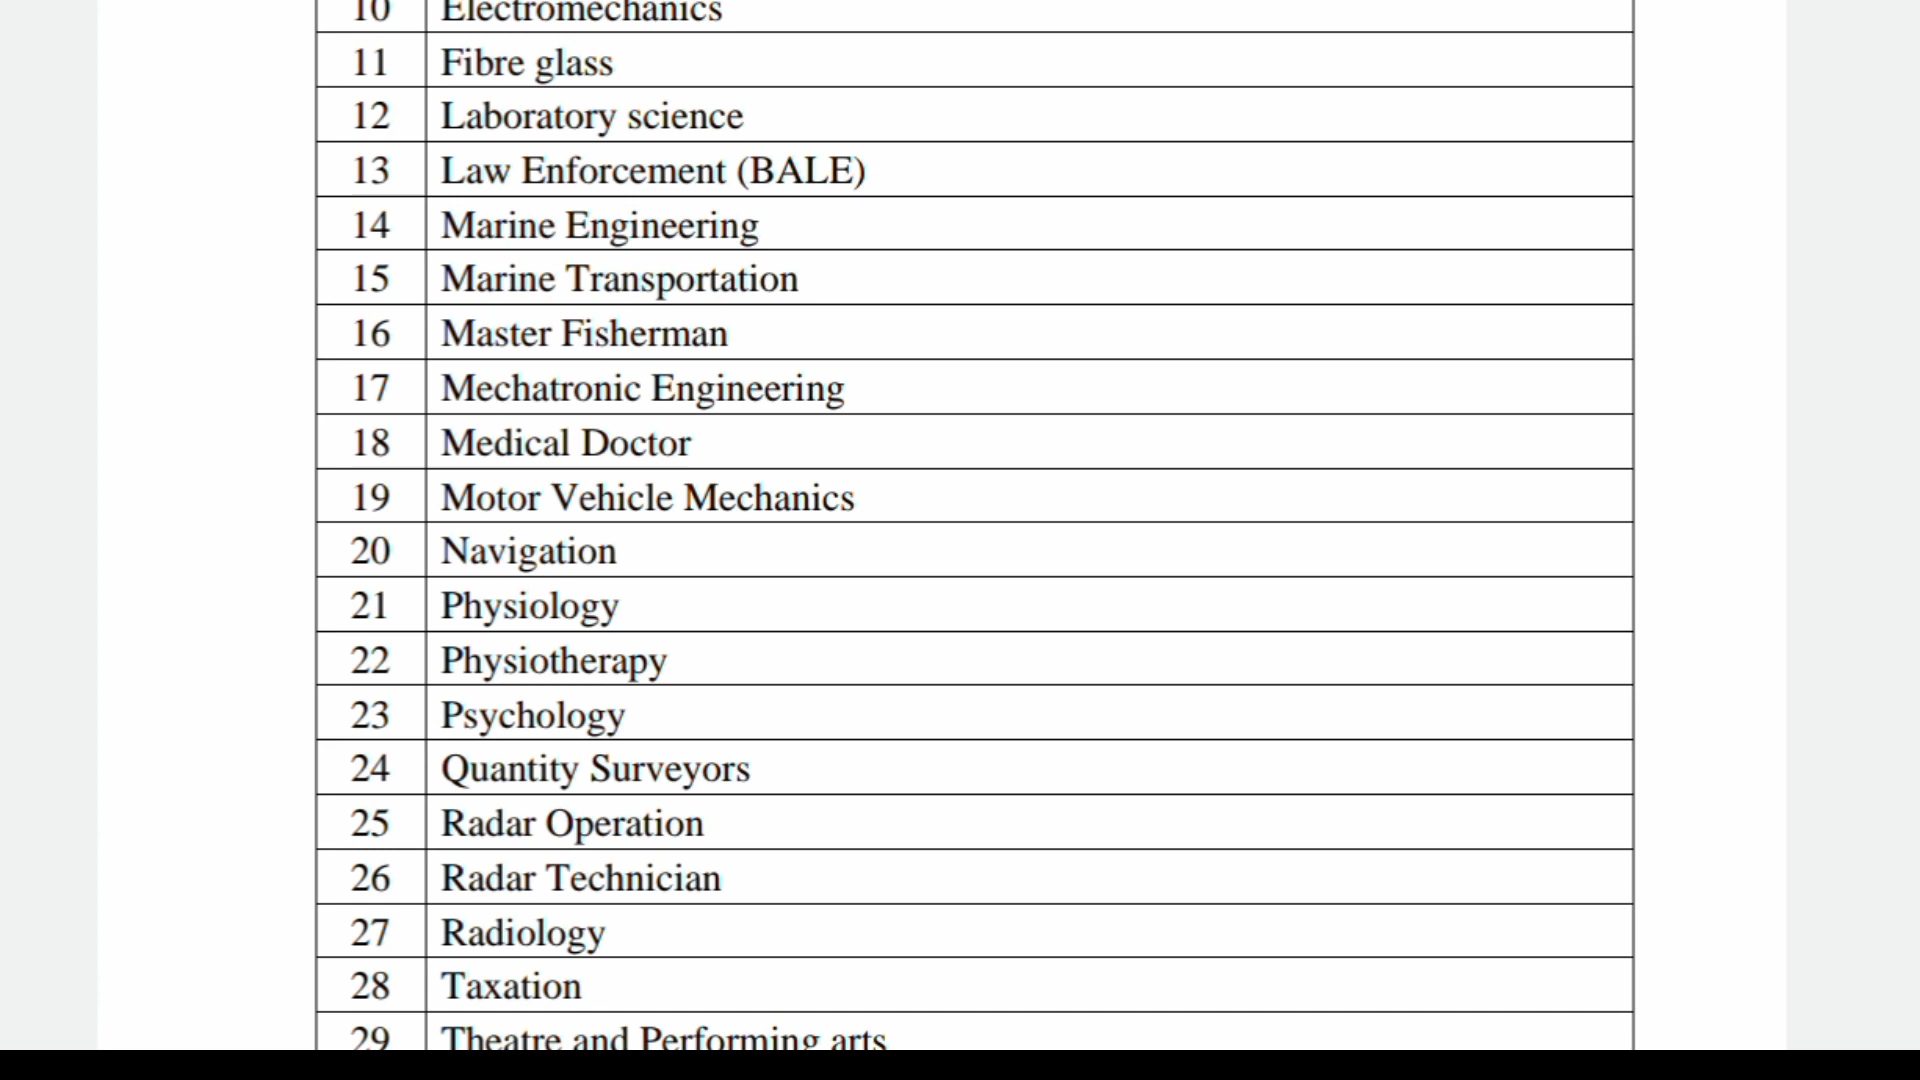 10 Electromechanics
11 Fibre glass
12 Laboratory science
13 Law Enforcement (BALE)
14 Marine Engineering
15 Marine Transportation
16 Master Fisherman
17 Mechatronic Engineering
18 Medical Doctor
19 Motor Vehicle Mechanics
20 Navigation
21 Physiology
22 Physiotherapy
23 Psychology
24 Quantity Surveyors
25 Radar Operation
26 Radar Technician
27 Radiology
28 Taxation
29 Theatre and Performing arts